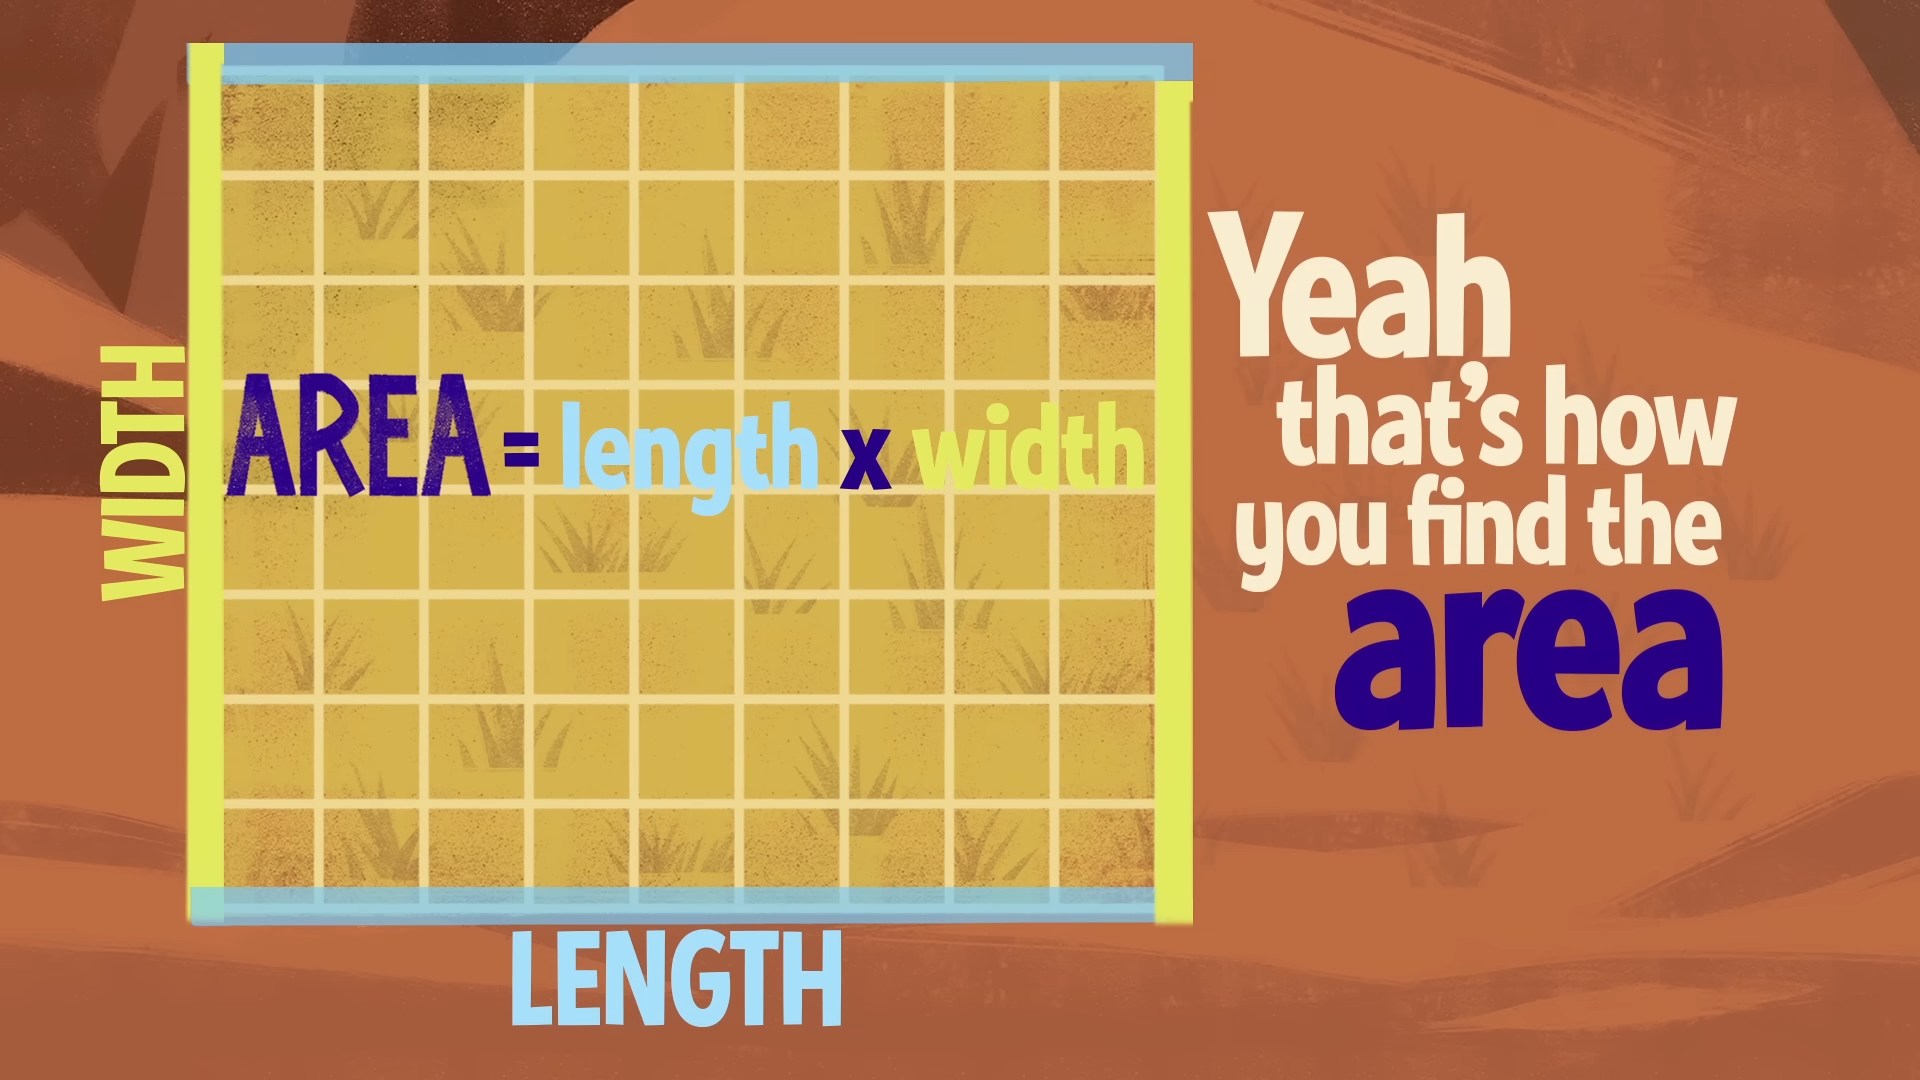 WIDTH
AREA = length x width
LENGTH
Yeah
that's how
you find the
area